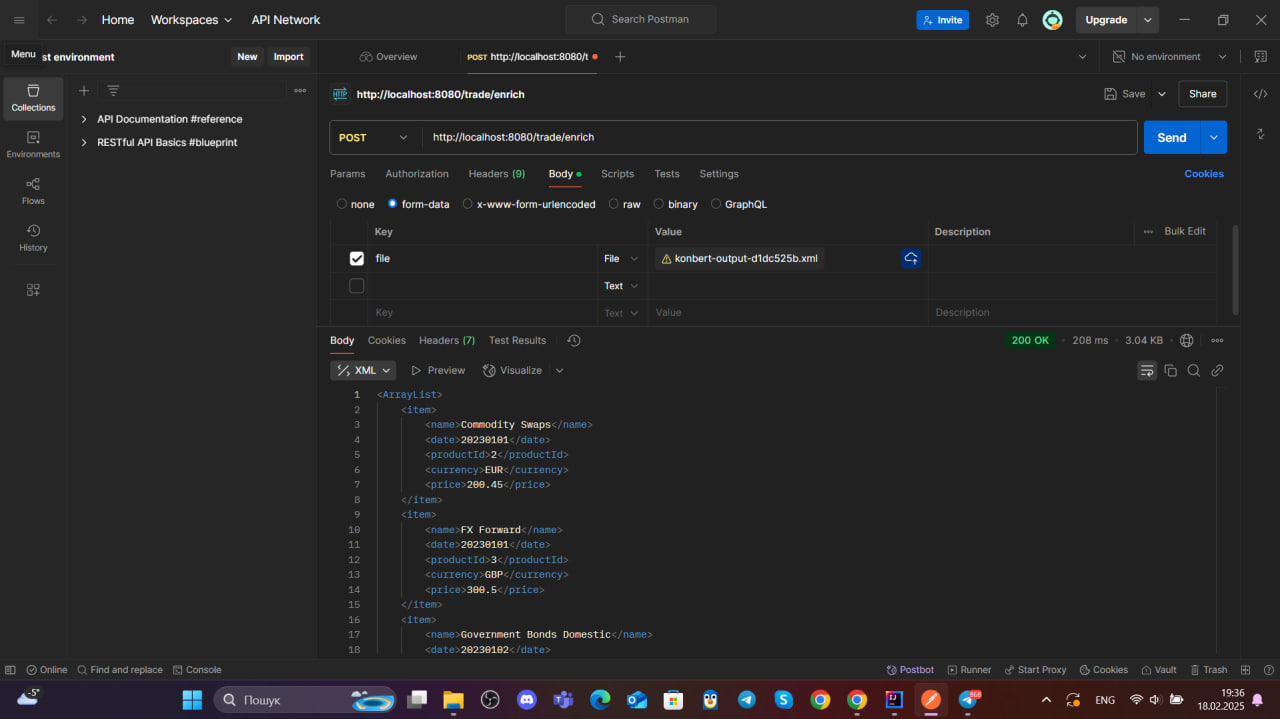 Home Workspaces API Network Search Postman Invite Upgrade
Menu st environment New Import Overview POST http://localhost:8080/t No environment
Collections
Environments
Flows
History
API Documentation #reference
RESTful API Basics #blueprint
HTTP http://localhost:8080/trade/enrich Save Share
POST http://localhost:8080/trade/enrich Send
Params Authorization Headers (9) Body Scripts Tests Settings Cookies
none form-data x-www-form-urlencoded raw binary GraphQL
Key Value Description Bulk Edit
file File konbert-output-d1dc525b.xml
Text
Key Text Value Description
Body Cookies Headers (7) Test Results 200 OK 208 ms 3.04 KB
XML Preview Visualize
1 <ArrayList>
2 <item>
3 <name>Commodity Swaps</name>
4 <date>20230101</date>
5 <productId>2</productId>
6 <currency>EUR</currency>
7 <price>200.45</price>
8 </item>
9 <item>
10 <name>FX Forward</name>
11 <date>20230101</date>
12 <productId>3</productId>
13 <currency>GBP</currency>
14 <price>300.5</price>
15 </item>
16 <item>
17 <name>Government Bonds Domestic</name>
18 <date>20230102</date>
Online Find and replace Console Postbot Runner Start Proxy Cookies Vault Trash
-5° Пошук 868 ENG 19:36
18.02.2025